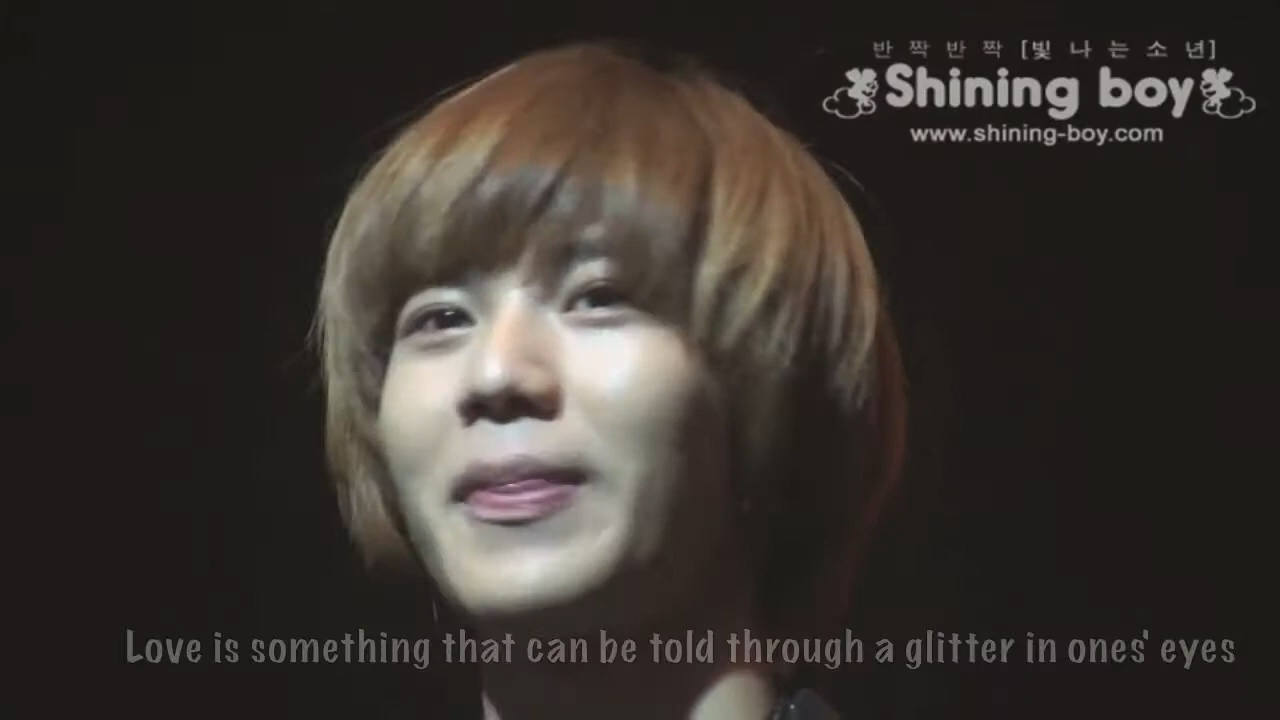 반 짝 반 짝 [빛 나 는 소 년]
Shining boy
www.shining-boy.com
Love is something that can be told through a glitter in ones' eyes